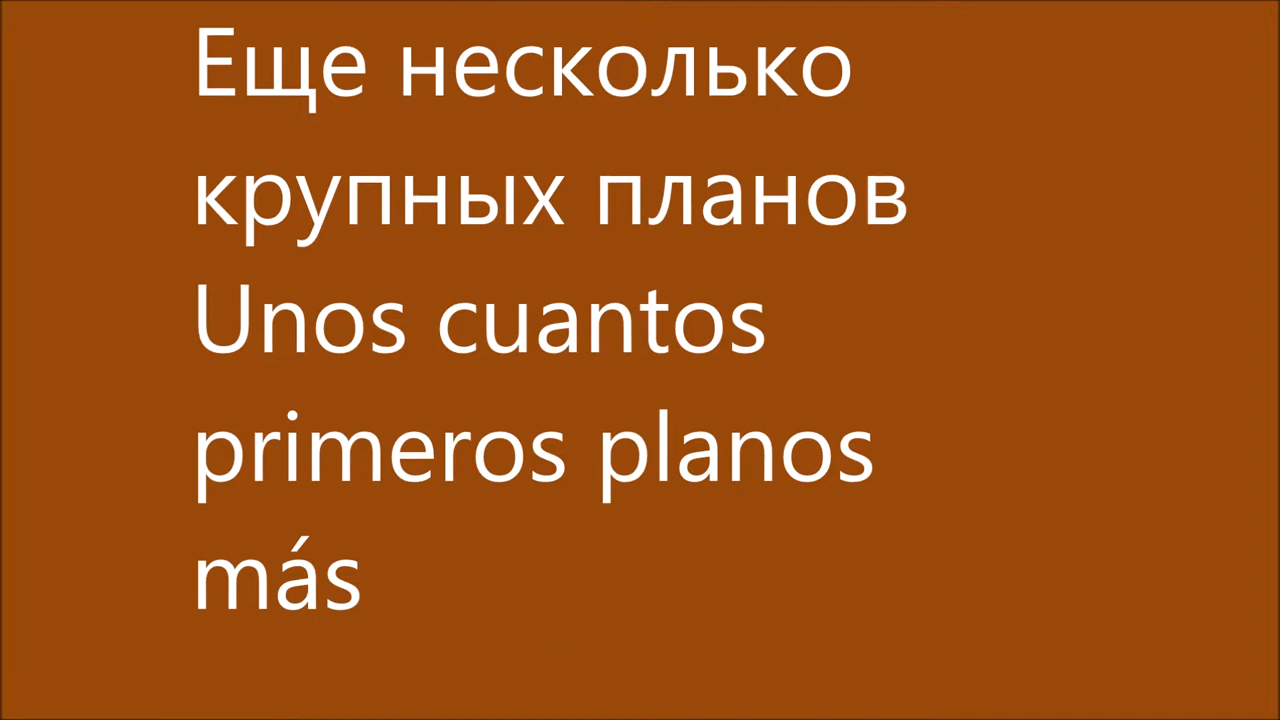 Еще несколько
крупных планов
Unos cuantos
primeros planos
más